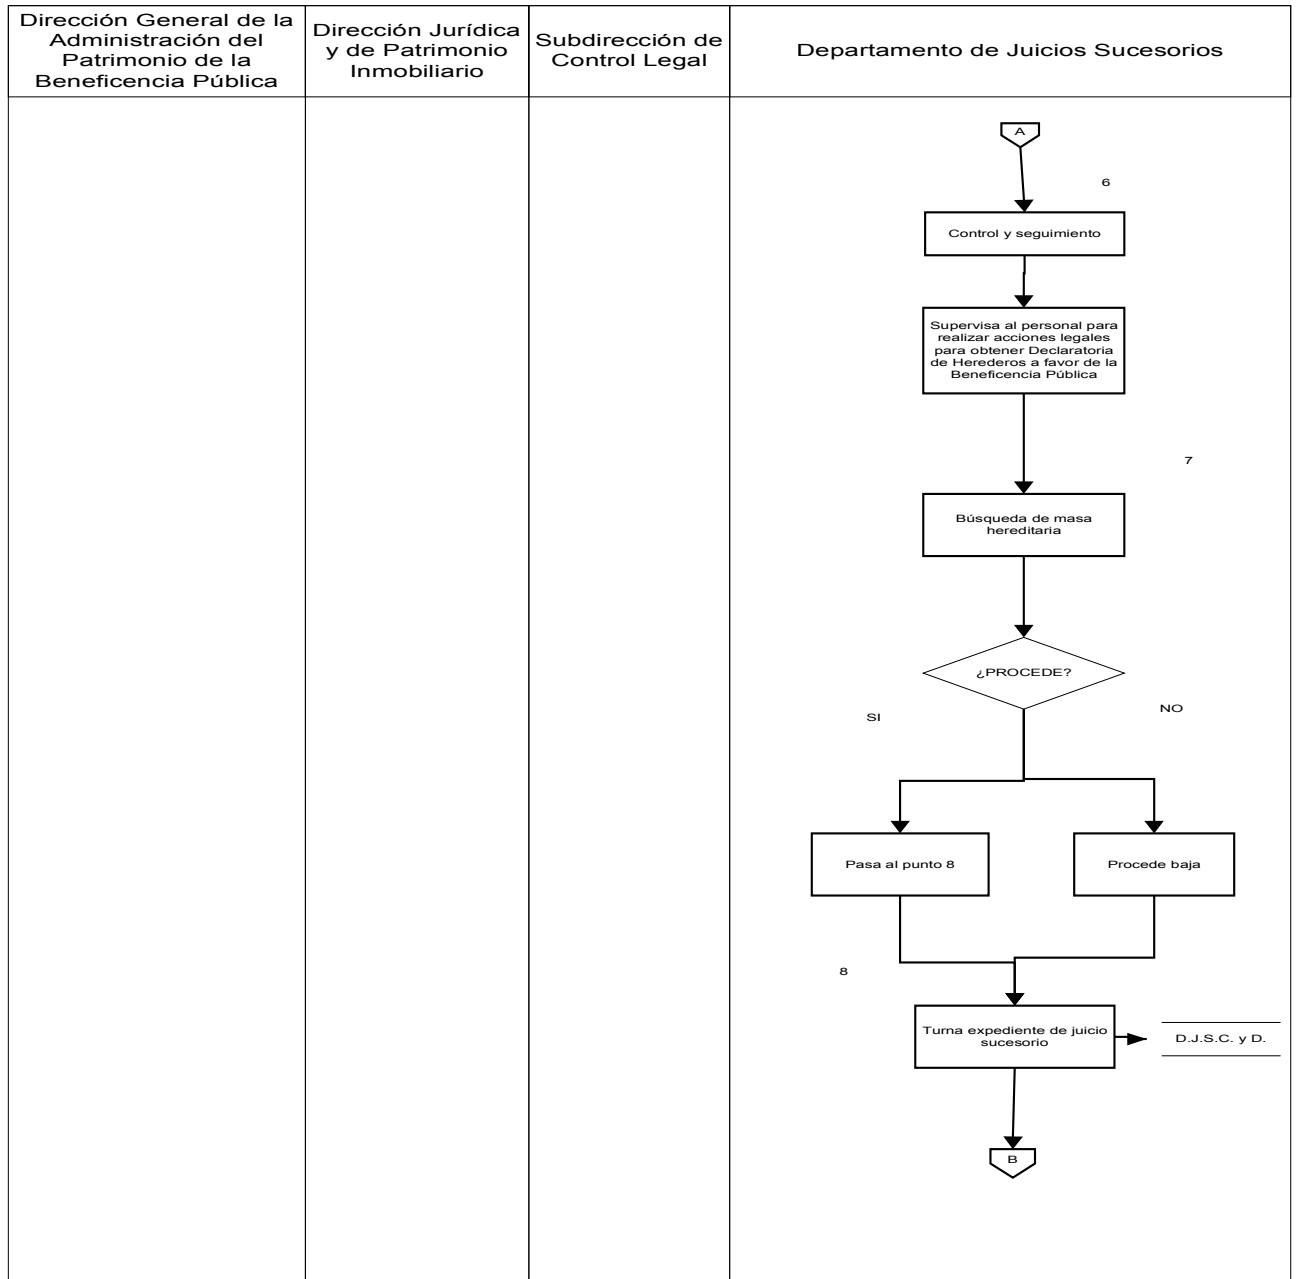 Dirección General de la
Administración del
Patrimonio de la
Beneficencia Pública
Dirección Jurídica
y de Patrimonio
Inmobiliario
Subdirección de
Control Legal
Departamento de Juicios Sucesorios
A
6
Control y seguimiento
Supervisa al personal para
realizar acciones legales
para obtener Declaratoria
de Herederos a favor de la
Beneficencia Pública
7
Búsqueda de masa
hereditaria
¿PROCEDE?
SI
NO
Pasa al punto 8
Procede baja
8
Turna expediente de juicio
sucesorio
D.J.S.C. y D.
B